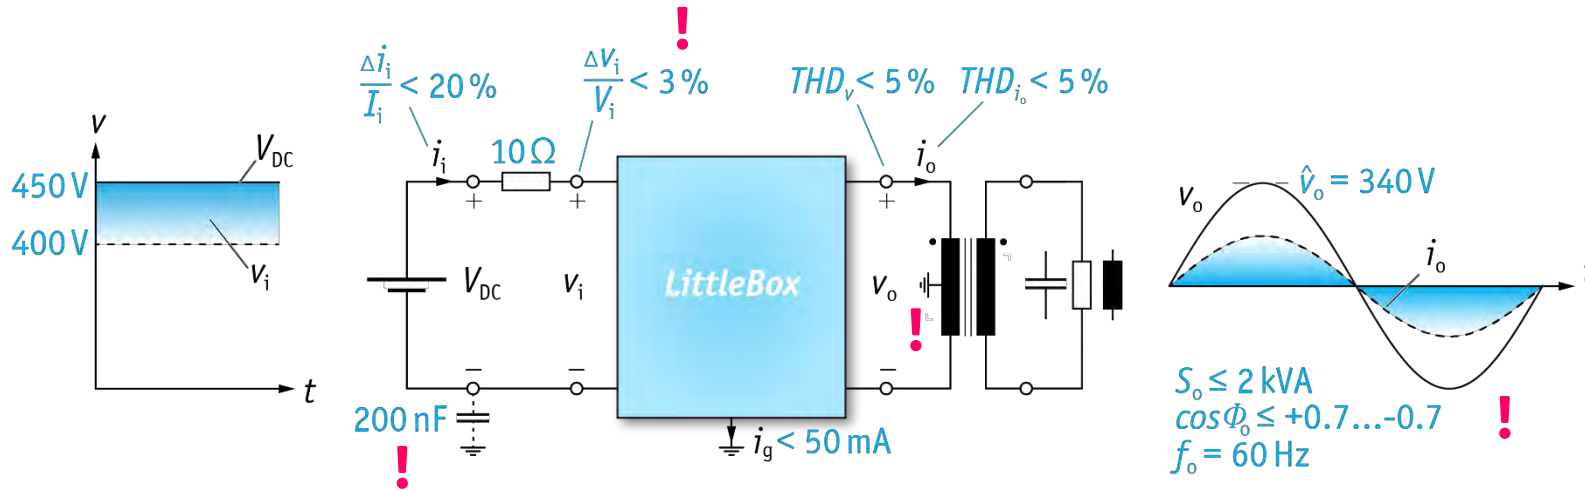 !
Δi_i / I_i < 20 %
Δv_i / V_i < 3 %
THD_v < 5 %
THD_{i_o} < 5 %
v
V_DC
450 V
400 V
v_i
t
i_i
10 Ω
+
+
V_DC
v_i
−
−
200 nF
!
LittleBox
i_g < 50 mA
i_o
+
v_o
!
−
v_o
v̂_o = 340 V
i_o
S_o ≤ 2 kVA
cosΦ_o ≤ +0.7...-0.7
f_o = 60 Hz
!